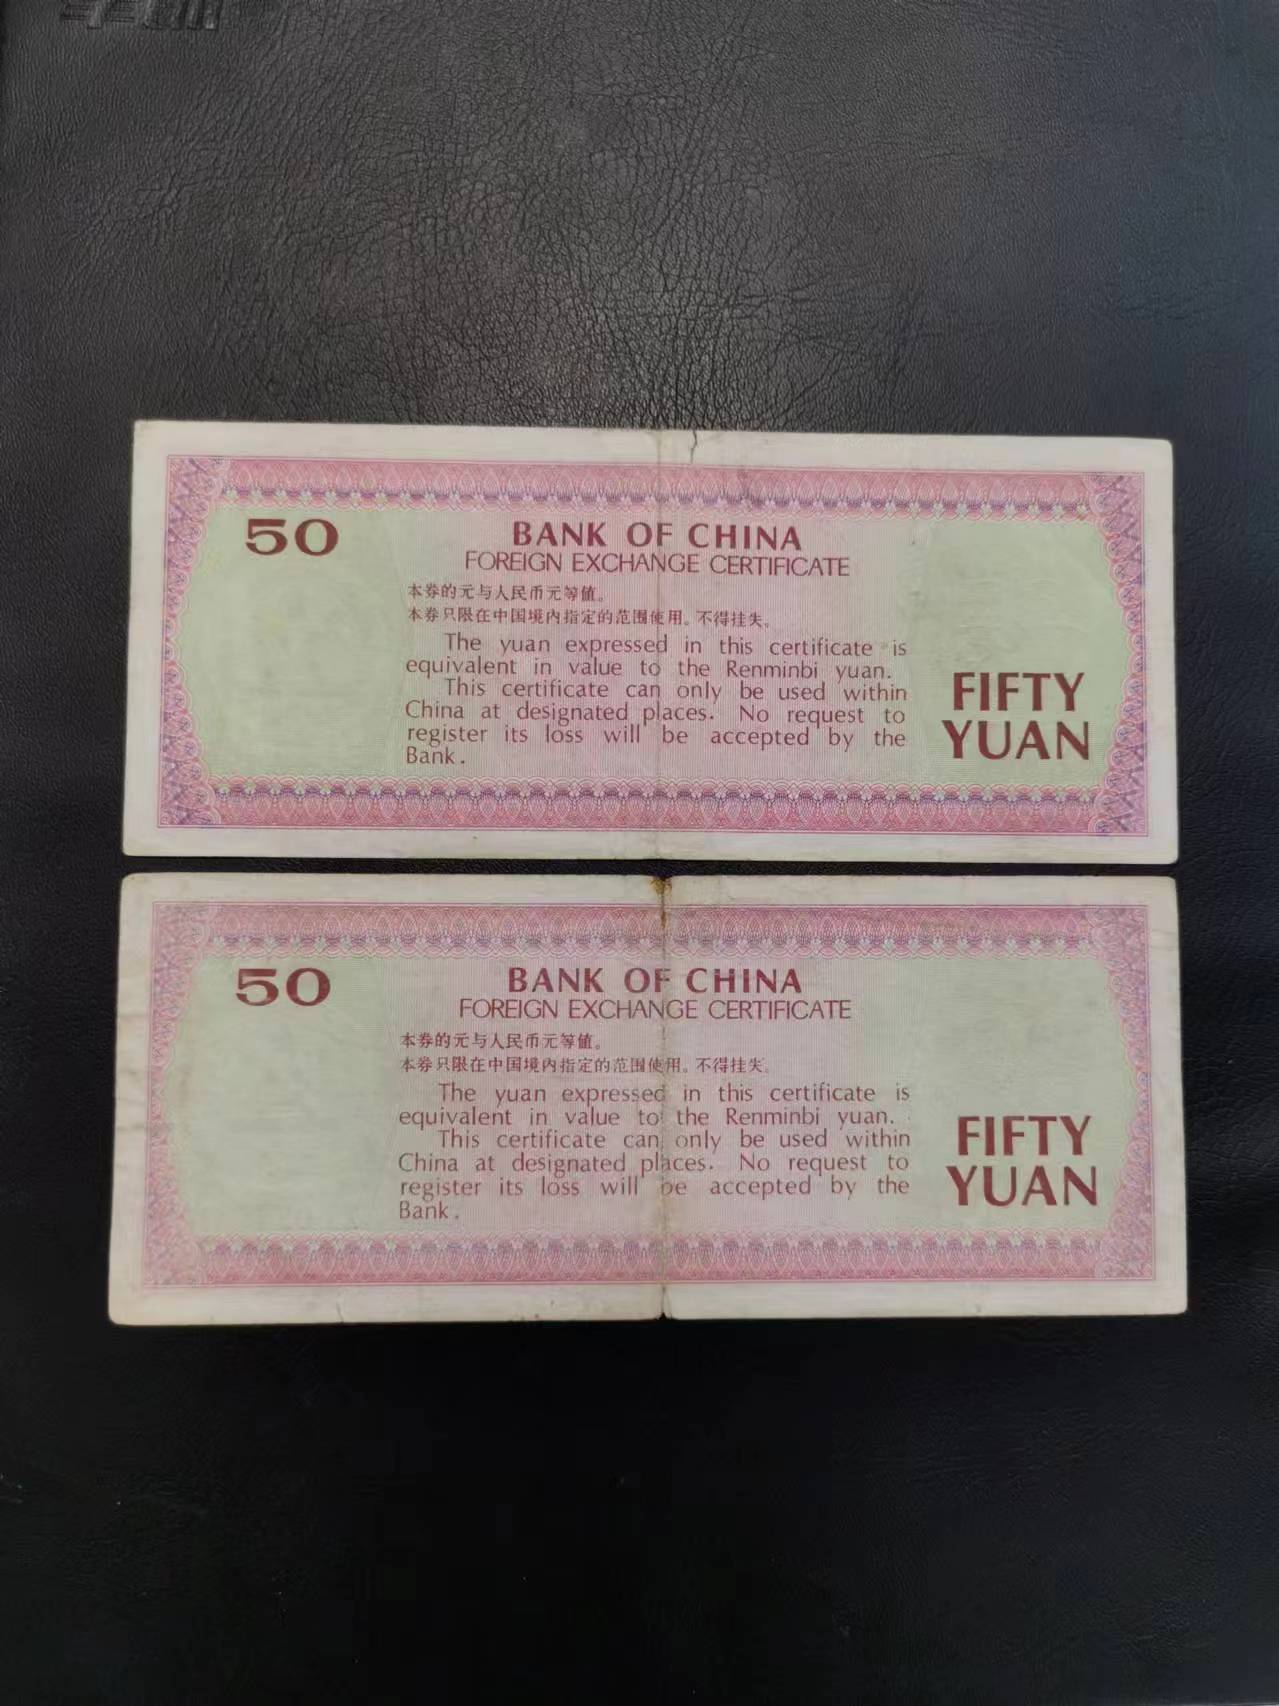 50
BANK OF CHINA
FOREIGN EXCHANGE CERTIFICATE
本券的元与人民币元等值。
本券只限在中国境内指定的范围使用。不得挂失。
The yuan expressed in this certificate is
equivalent in value to the Renminbi yuan.
This certificate can only be used within
China at designated places. No request to
register its loss will be accepted by the
Bank.
FIFTY
YUAN
50
BANK OF CHINA
FOREIGN EXCHANGE CERTIFICATE
本券的元与人民币元等值。
本券只限在中国境内指定的范围使用。不得挂失.
The yuan expressed in this certificate is
equivalent in value to the Renminbi yuan.
This certificate can only be used within
China at designated places. No request to
register its loss will be accepted by the
Bank.
FIFTY
YUAN